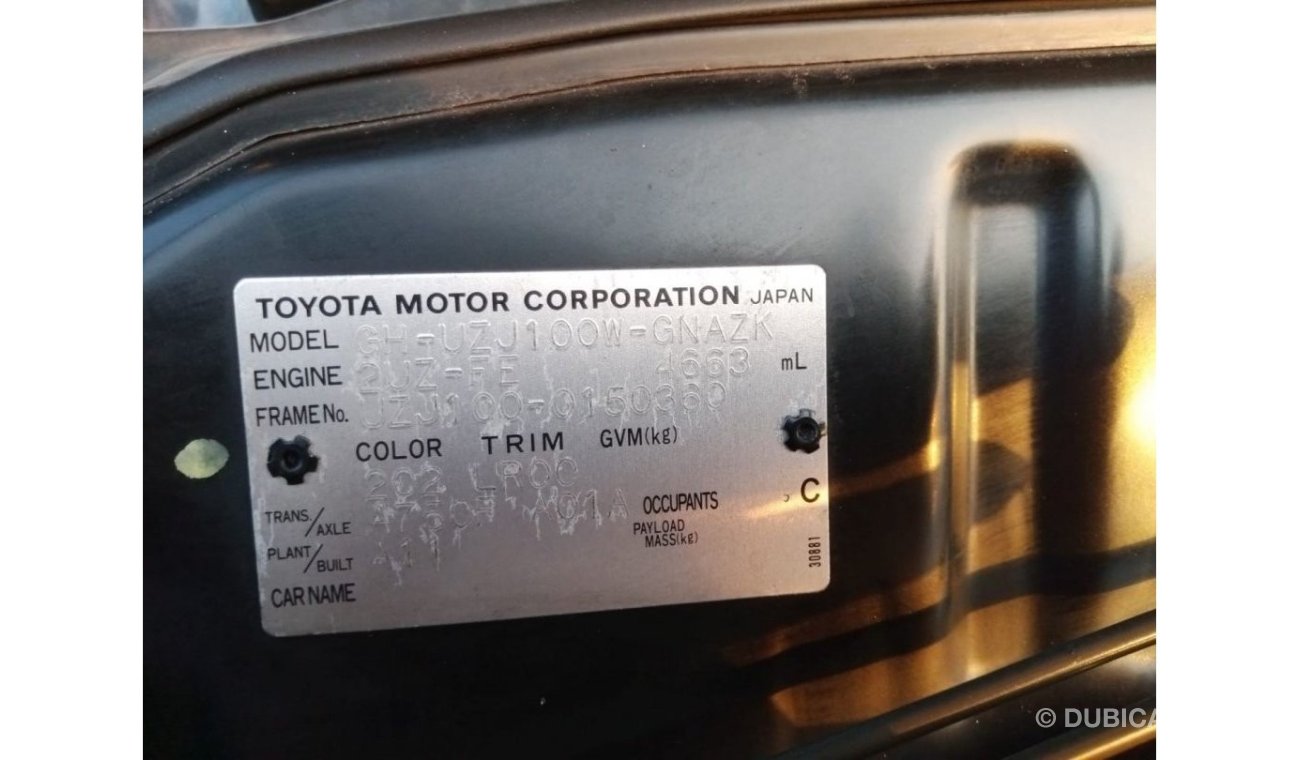 TOYOTA MOTOR CORPORATION JAPAN
MODEL GH-UZJ100W-GNAZK
ENGINE 2UZ-FE 4663 mL
FRAME No. UZJ100-0150360
COLOR TRIM GVM(kg)
202 LR00
TRANS./AXLE A01A OCCUPANTS , C
PLANT/BUILT PAYLOAD MASS(kg)
CAR NAME
30881
© DUBICA